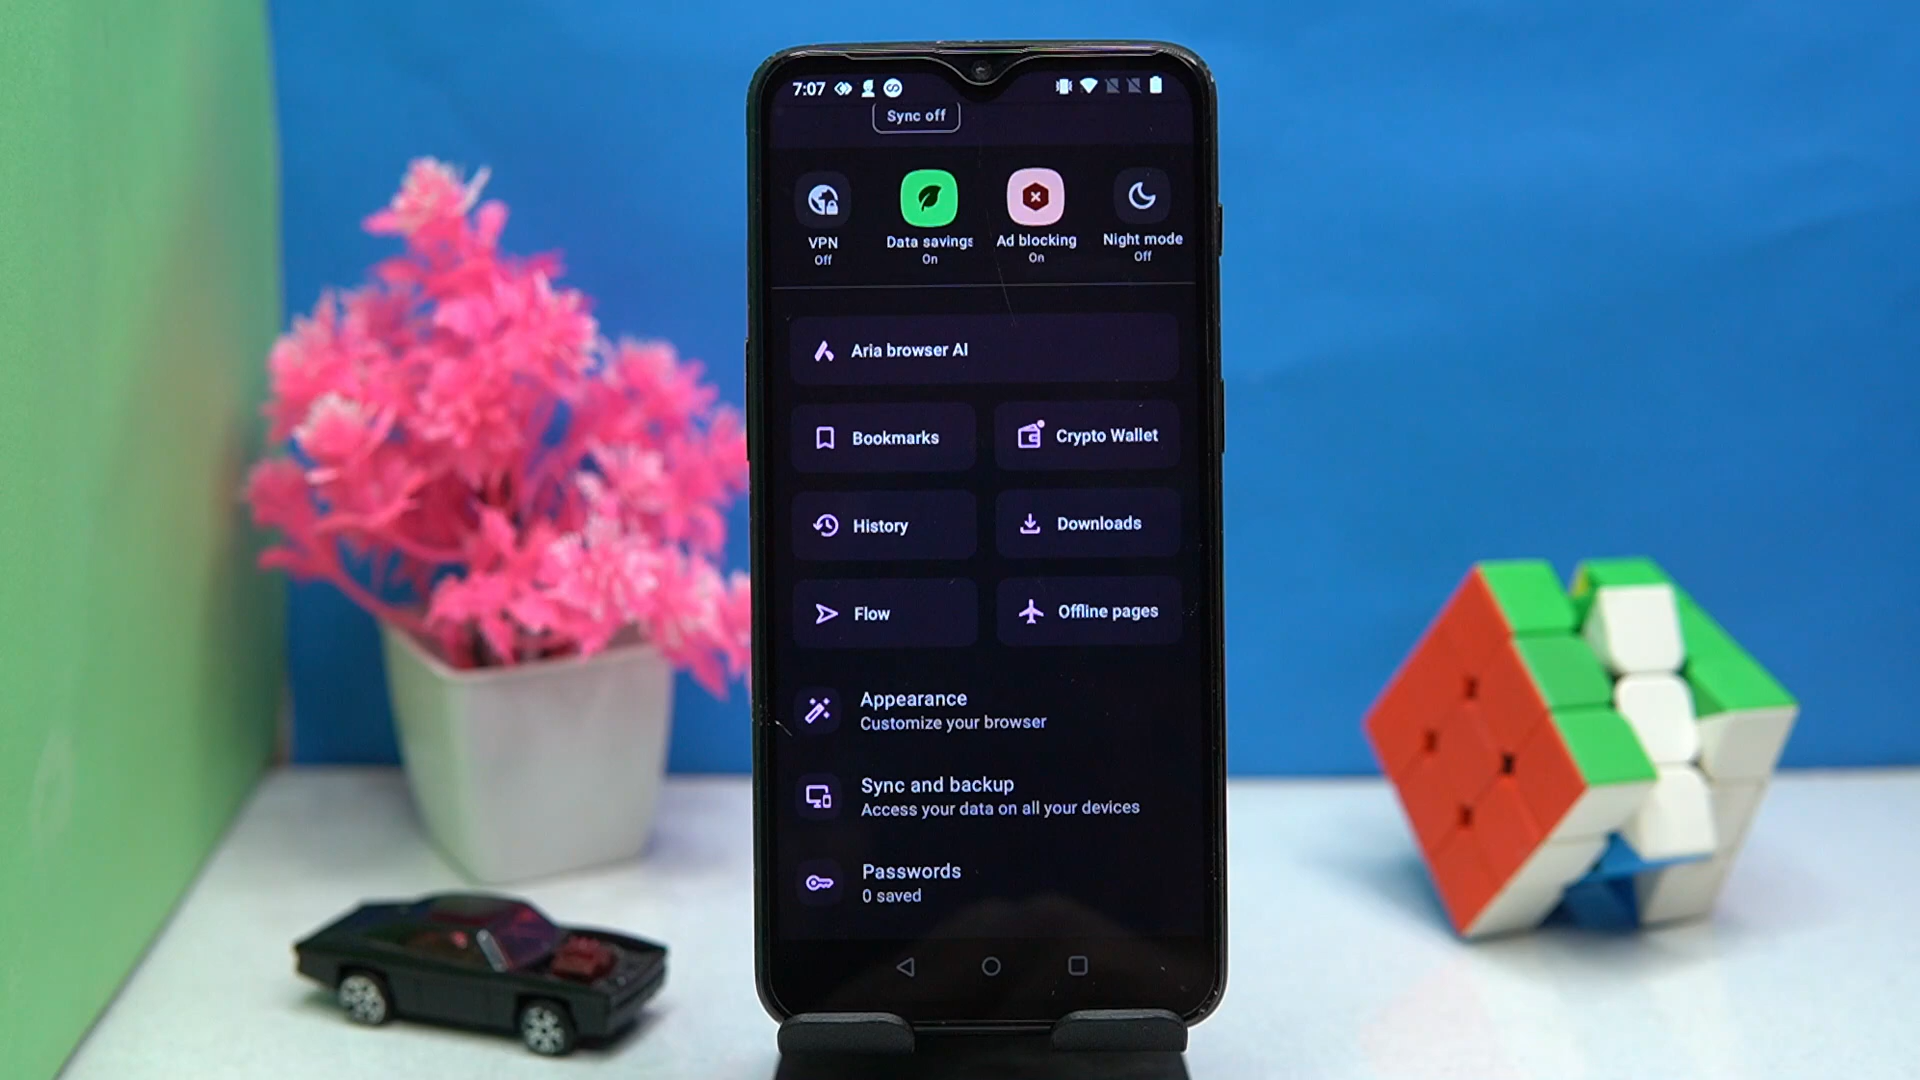 7:07
Sync off
VPN
Off
Data savings
On
Ad blocking
On
Night mode
Off
Aria browser AI
Bookmarks
Crypto Wallet
History
Downloads
Flow
Offline pages
Appearance
Customize your browser
Sync and backup
Access your data on all your devices
Passwords
0 saved